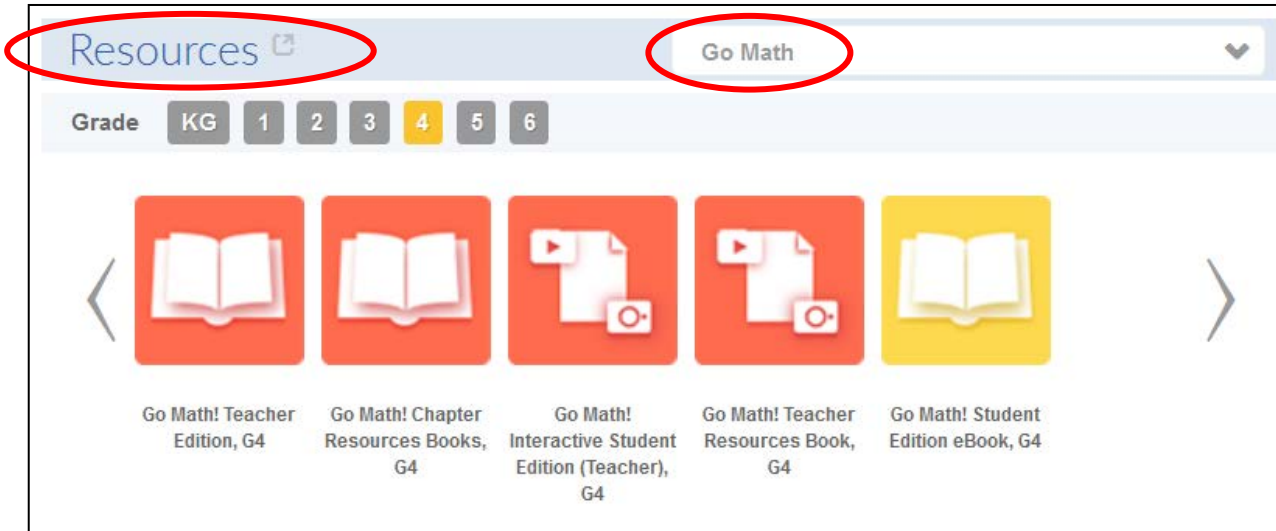 Resources
Go Math
Grade KG 1 2 3 4 5 6
Go Math! Teacher
Edition, G4
Go Math! Chapter
Resources Books,
G4
Go Math!
Interactive Student
Edition (Teacher),
G4
Go Math! Teacher
Resources Book,
G4
Go Math! Student
Edition eBook, G4